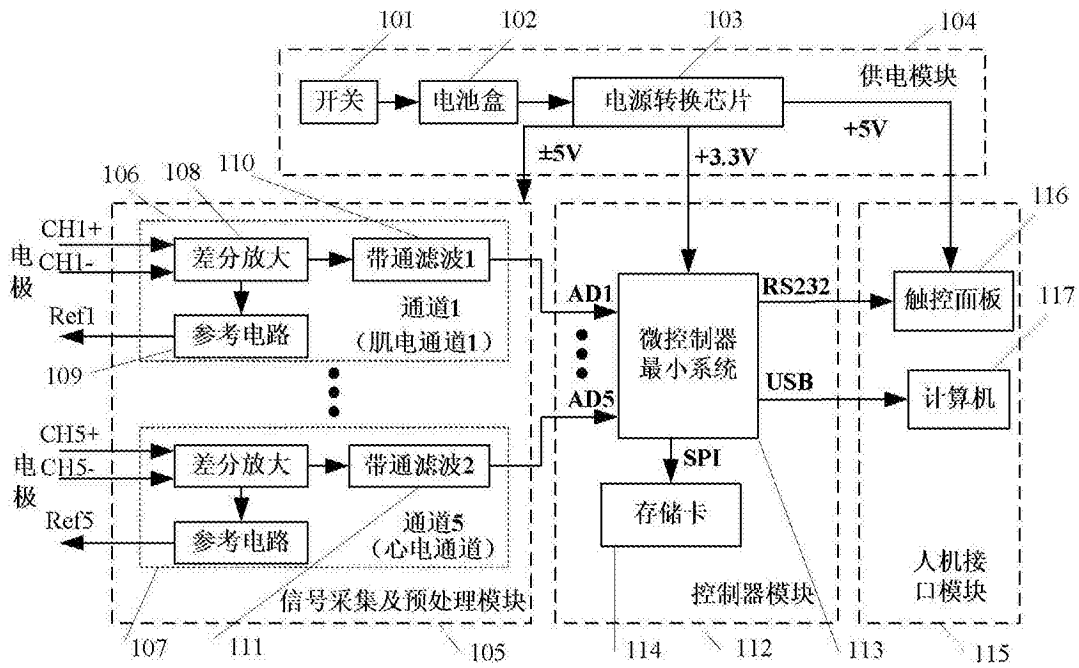 101
102
103
104
供电模块
开关
电池盒
电源转换芯片
±5V
+3.3V
+5V
106
108
110
116
电极
CH1+
CH1-
Ref1
差分放大
带通滤波1
参考电路
通道1
（肌电通道1）
109
AD1
AD5
微控制器
最小系统
RS232
USB
触控面板
117
计算机
电极
CH5+
CH5-
Ref5
差分放大
带通滤波2
参考电路
通道5
（心电通道）
SPI
存储卡
信号采集及预处理模块
控制器模块
人机接
口模块
107
111
105
114
112
113
115